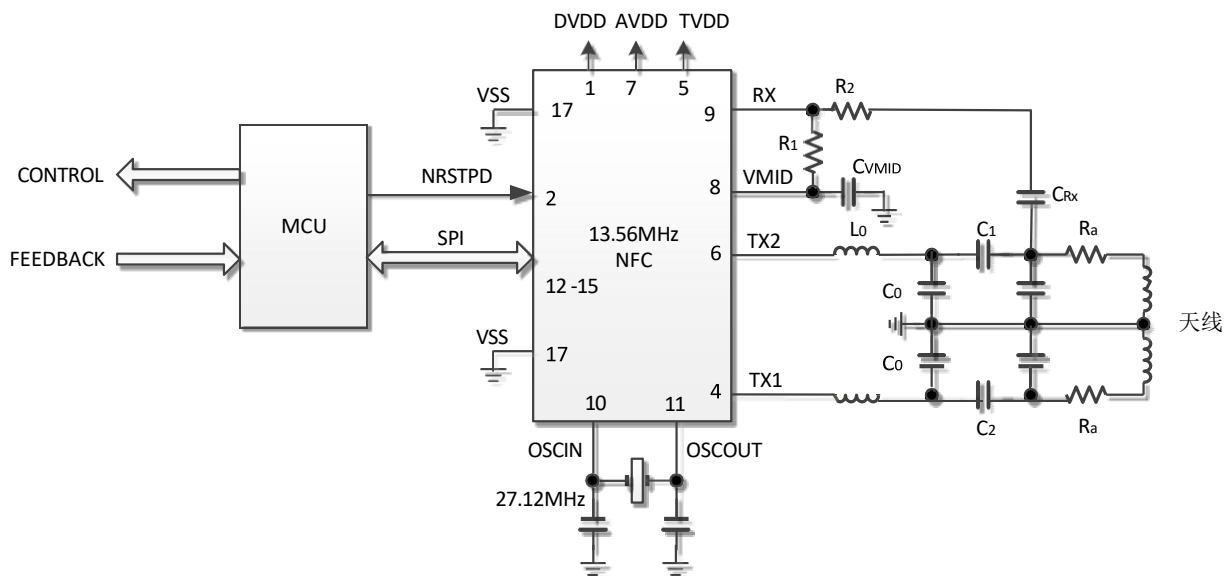 DVDD AVDD TVDD
1 7 5
VSS
17
RX
9
R2
R1
CONTROL
FEEDBACK
MCU
NRSTPD
2
VMID
8
CVMID
CRx
SPI
12 -15
13.56MHz
NFC
TX2
6
L0
C1
Ra
C0
天线
VSS
17
C0
TX1
4
C2
Ra
10 11
OSCIN
OSCOUT
27.12MHz